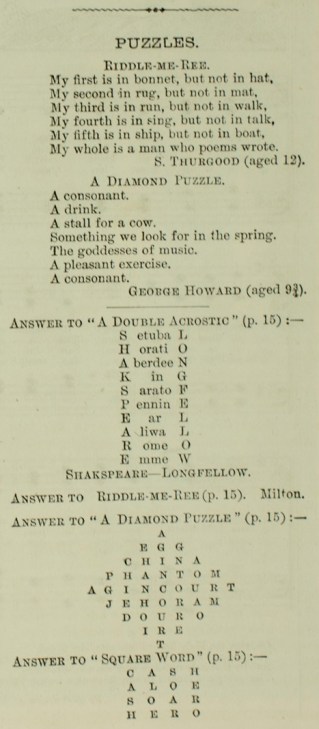 PUZZLES.
RIDDLE-ME-REE.
My first is in bonnet, but not in hat,
My second in rug, but not in mat,
My third is in run, but not in walk,
My fourth is in sing, but not in talk,
My fifth is in ship, but not in boat,
My whole is a man who poems wrote.
S. THURGOOD (aged 12).
A DIAMOND PUZZLE.
A consonant.
A drink.
A stall for a cow.
Something we look for in the spring.
The goddesses of music.
A pleasant exercise.
A consonant.
GEORGE HOWARD (aged 9¾).
ANSWER TO "A DOUBLE ACROSTIC" (p. 15) :—
S etuba L
H orati O
A berdee N
K in G
S arato F
P ennin E
E ar L
A liwa L
R ome O
E mme W
SHAKSPEARE—LONGFELLOW.
ANSWER TO RIDDLE-ME-REE (p. 15). Milton.
ANSWER TO "A DIAMOND PUZZLE" (p. 15) :—
A
E G G
C H I N A
P H A N T O M
A G I N C O U R T
J E H O R A M
D O U R O
I R E
T
ANSWER TO "SQUARE WORD" (p. 15) :—
C A S H
A L O E
S O A R
H E R O